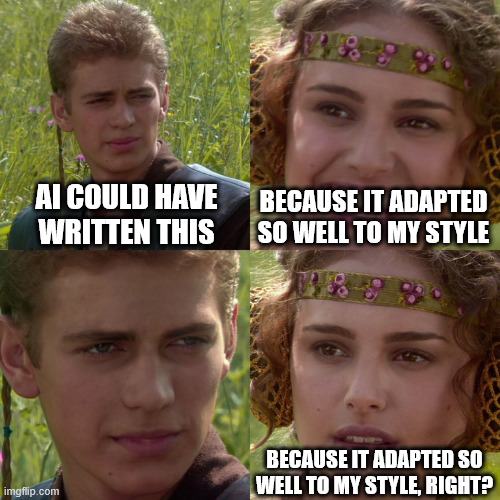 AI COULD HAVE
WRITTEN THIS
BECAUSE IT ADAPTED
SO WELL TO MY STYLE
BECAUSE IT ADAPTED SO
WELL TO MY STYLE, RIGHT?
imgflip.com